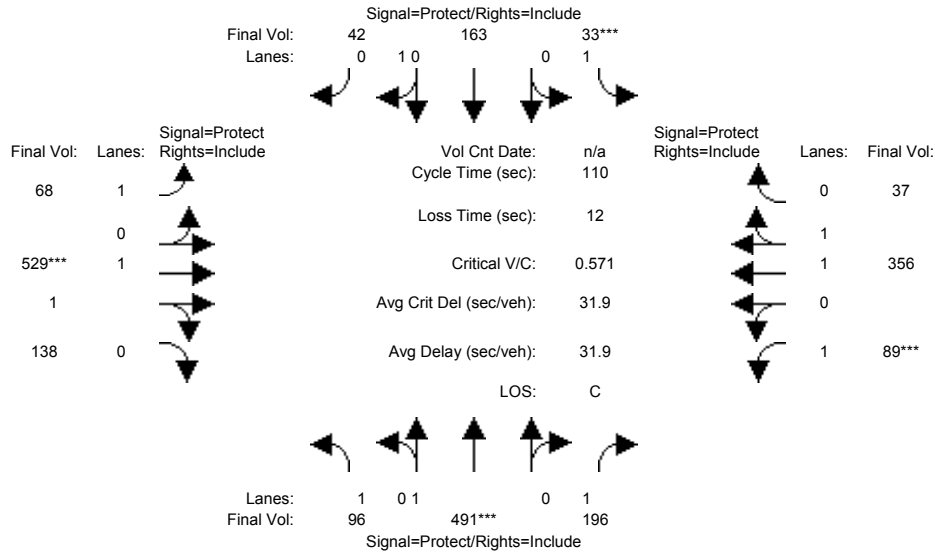 Signal=Protect/Rights=Include
Final Vol: 42 163 33***
Lanes: 0 1 0 0 1
Signal=Protect
Final Vol: Lanes: Rights=Include
Vol Cnt Date: n/a
Signal=Protect
Rights=Include Lanes: Final Vol:
Cycle Time (sec): 110
68 1
0 37
Loss Time (sec): 12
0
1
529*** 1
Critical V/C: 0.571
1 356
1
Avg Crit Del (sec/veh): 31.9
0
138 0
Avg Delay (sec/veh): 31.9
1 89***
LOS: C
Lanes: 1 0 1 0 1
Final Vol: 96 491*** 196
Signal=Protect/Rights=Include